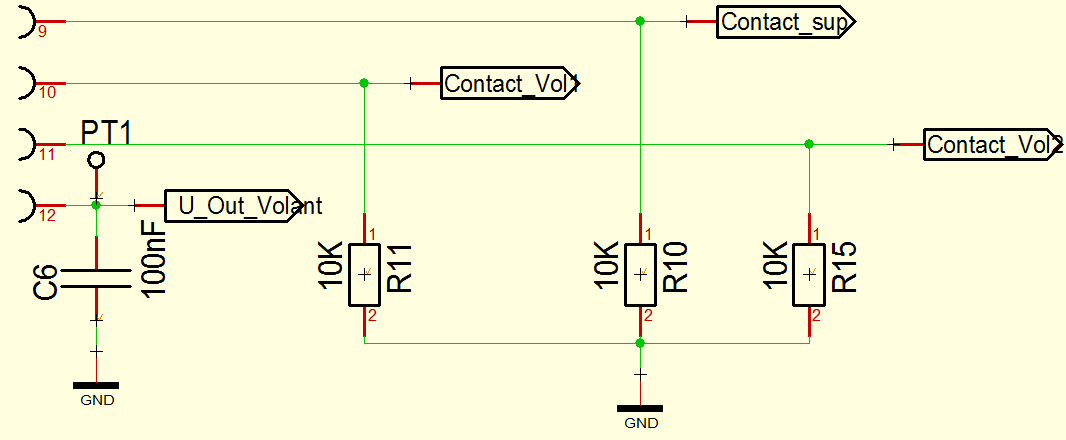 9
Contact_sup
10
Contact_Vol1
PT1
11
Contact_Vol2
12
U_Out_Volant
C6
100nF
10K
1
2
R11
10K
1
2
R10
10K
1
2
R15
GND
GND